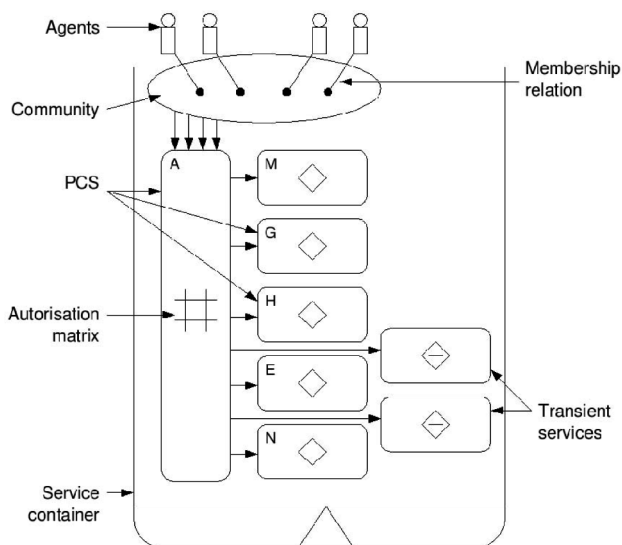 Agents
Membership
relation
Community
A
M
PCS
G
H
Autorisation
matrix
E
Transient
services
N
Service
container